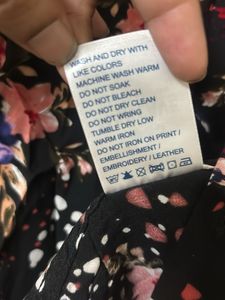 WASH AND DRY WITH
LIKE COLORS
MACHINE WASH WARM
DO NOT SOAK
DO NOT BLEACH
DO NOT DRY CLEAN
DO NOT WRING
TUMBLE DRY LOW
WARM IRON
DO NOT IRON ON PRINT /
EMBELLISHMENT /
EMBROIDERY / LEATHER